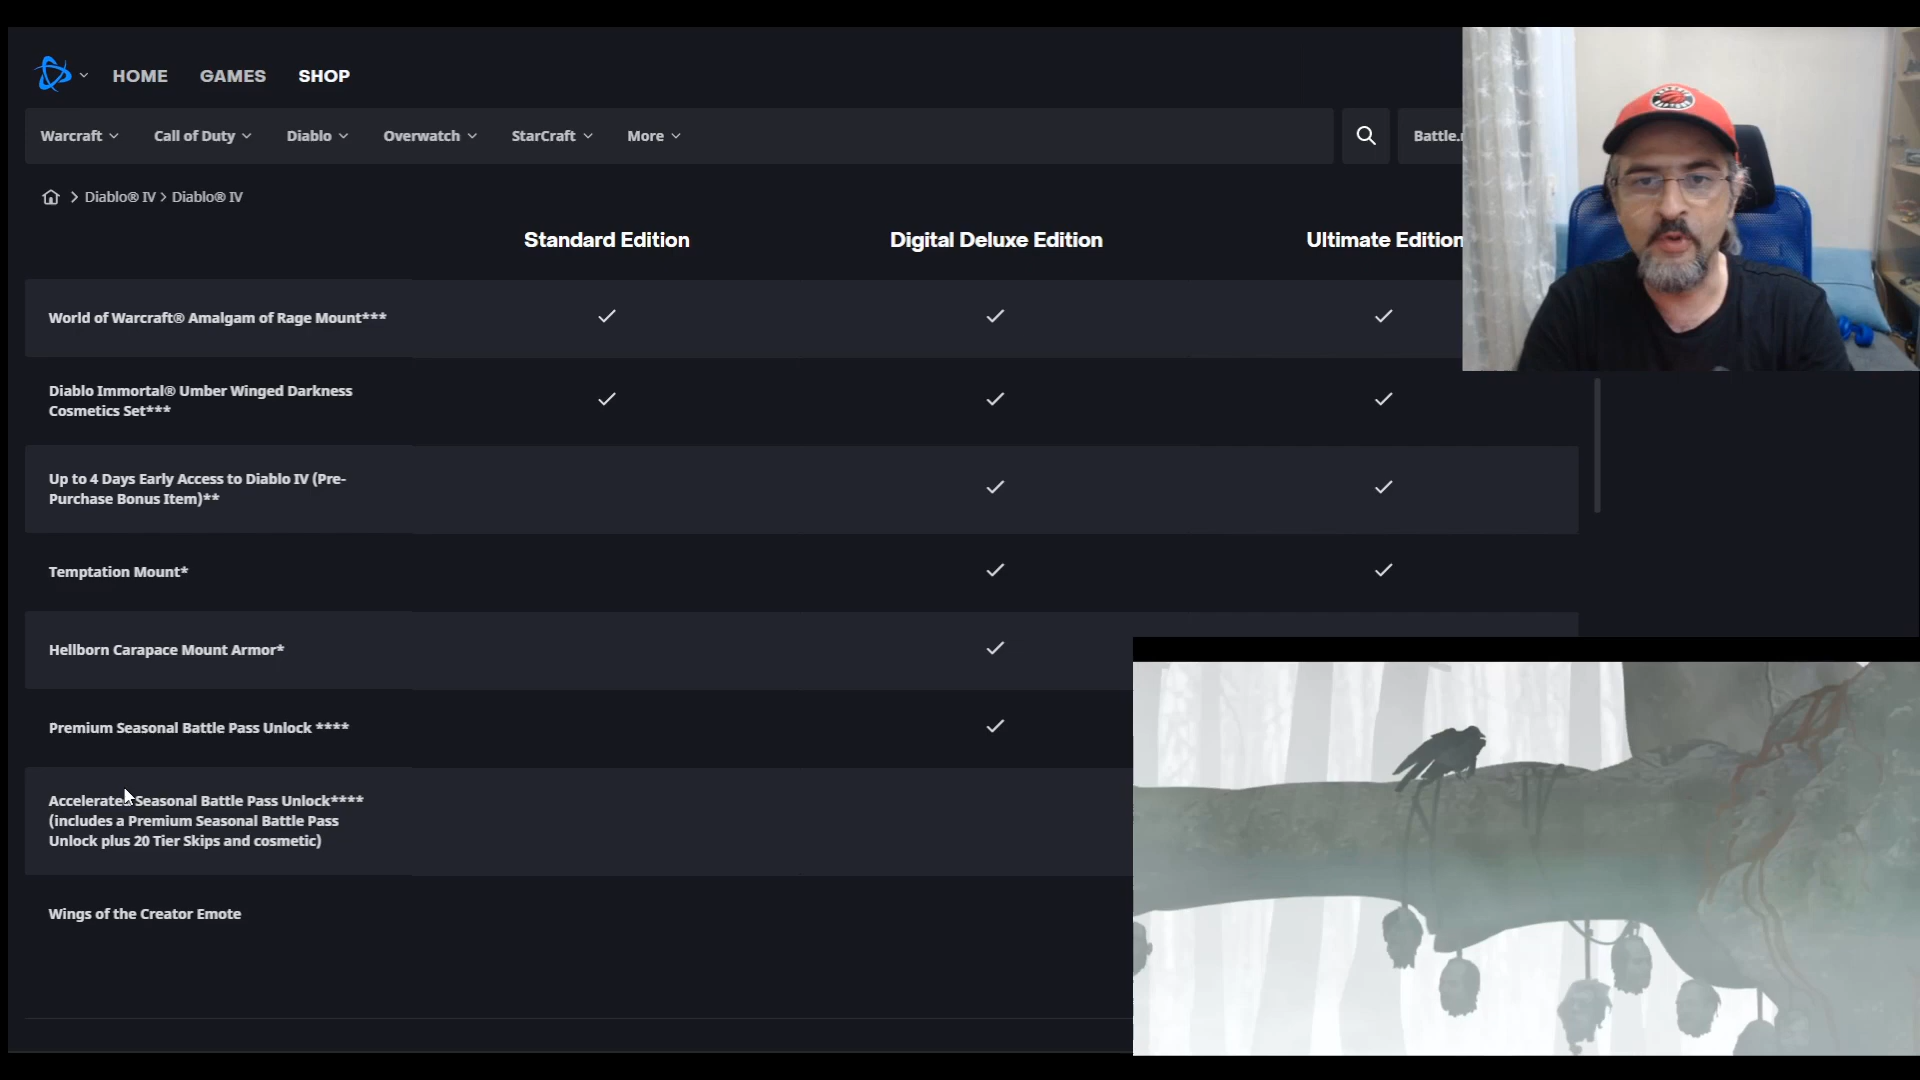 HOME GAMES SHOP
Warcraft Call of Duty Diablo Overwatch StarCraft More
Diablo® IV > Diablo® IV
Standard Edition Digital Deluxe Edition Ultimate Edition
World of Warcraft® Amalgam of Rage Mount***
Diablo Immortal® Umber Winged Darkness
Cosmetics Set***
Up to 4 Days Early Access to Diablo IV (Pre-
Purchase Bonus Item)**
Temptation Mount*
Hellborn Carapace Mount Armor*
Premium Seasonal Battle Pass Unlock ****
Accelerated Seasonal Battle Pass Unlock****
(includes a Premium Seasonal Battle Pass
Unlock plus 20 Tier Skips and cosmetic)
Wings of the Creator Emote